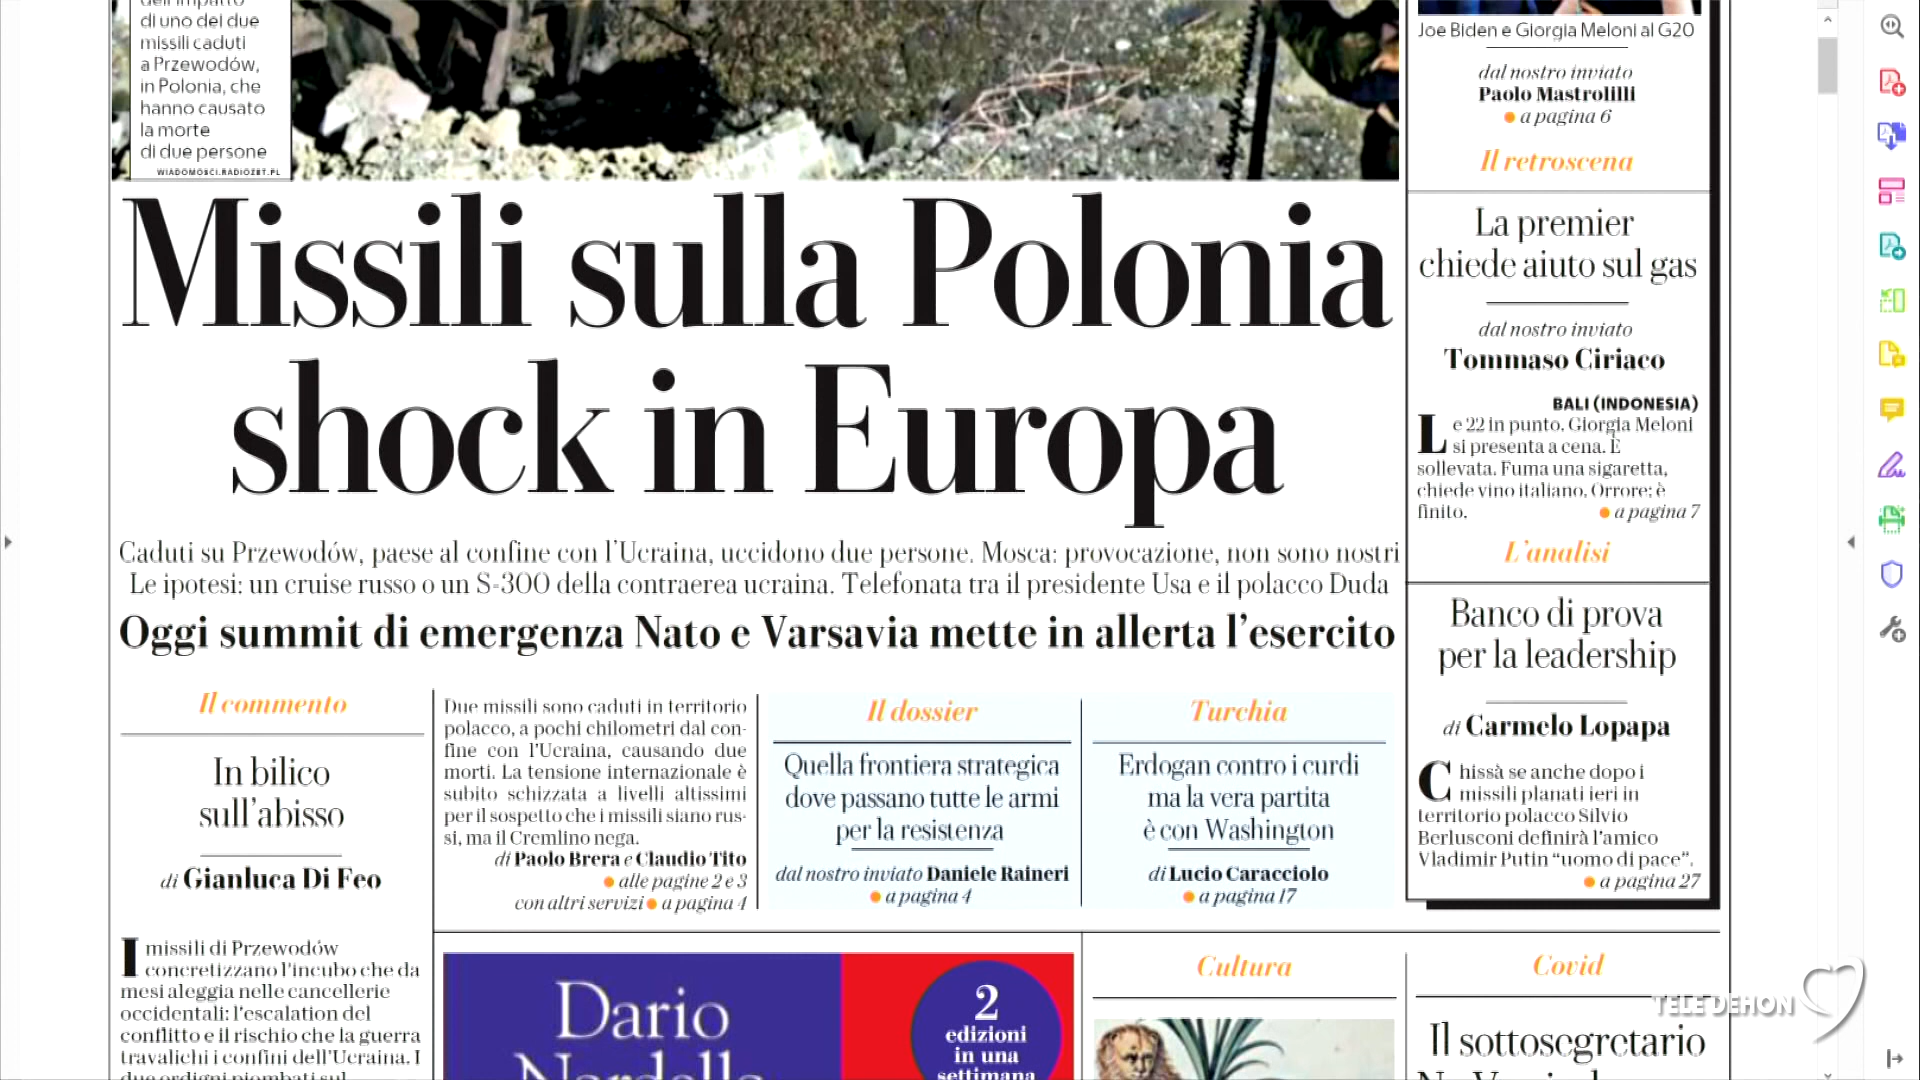 di uno dei due
missili caduti
a Przewodów,
in Polonia, che
hanno causato
la morte
di due persone
WIADOMOSCI.RADIOZET.PL
Missili sulla Polonia
shock in Europa
Caduti su Przewodów, paese al confine con l'Ucraina, uccidono due persone. Mosca: provocazione, non sono nostri
Le ipotesi: un cruise russo o un S-300 della contraerea ucraina. Telefonata tra il presidente Usa e il polacco Duda
Oggi summit di emergenza Nato e Varsavia mette in allerta l'esercito
Il commento
In bilico
sull'abisso
di Gianluca Di Feo
I missili di Przewodów
concretizzano l'incubo che da
mesi aleggia nelle cancellerie
occidentali: l'escalation del
conflitto e il rischio che la guerra
travalichi i confini dell'Ucraina. I
due ordigni piombati sul
Due missili sono caduti in territorio
polacco, a pochi chilometri dal con-
fine con l'Ucraina, causando due
morti. La tensione internazionale è
subito schizzata a livelli altissimi
per il sospetto che i missili siano rus-
si, ma il Cremlino nega.
di Paolo Brera e Claudio Tito
● alle pagine 2 e 3
con altri servizi ● a pagina 4
Il dossier
Quella frontiera strategica
dove passano tutte le armi
per la resistenza
dal nostro inviato Daniele Raineri
● a pagina 4
Turchia
Erdogan contro i curdi
ma la vera partita
è con Washington
di Lucio Caracciolo
● a pagina 17
Joe Biden e Giorgia Meloni al G20
dal nostro inviato
Paolo Mastrolilli
● a pagina 6
Il retroscena
La premier
chiede aiuto sul gas
dal nostro inviato
Tommaso Ciriaco
BALI (INDONESIA)
Le 22 in punto. Giorgia Meloni
si presenta a cena. È
sollevata. Fuma una sigaretta,
chiede vino italiano. Orrore: è
finito. ● a pagina 7
L'analisi
Banco di prova
per la leadership
di Carmelo Lopapa
Chissà se anche dopo i
missili planati ieri in
territorio polacco Silvio
Berlusconi definirà l'amico
Vladimir Putin "uomo di pace".
● a pagina 27
Dario
2
edizioni
in una
settimana
Cultura
Covid
Il sottosegretario
TELE DEHON